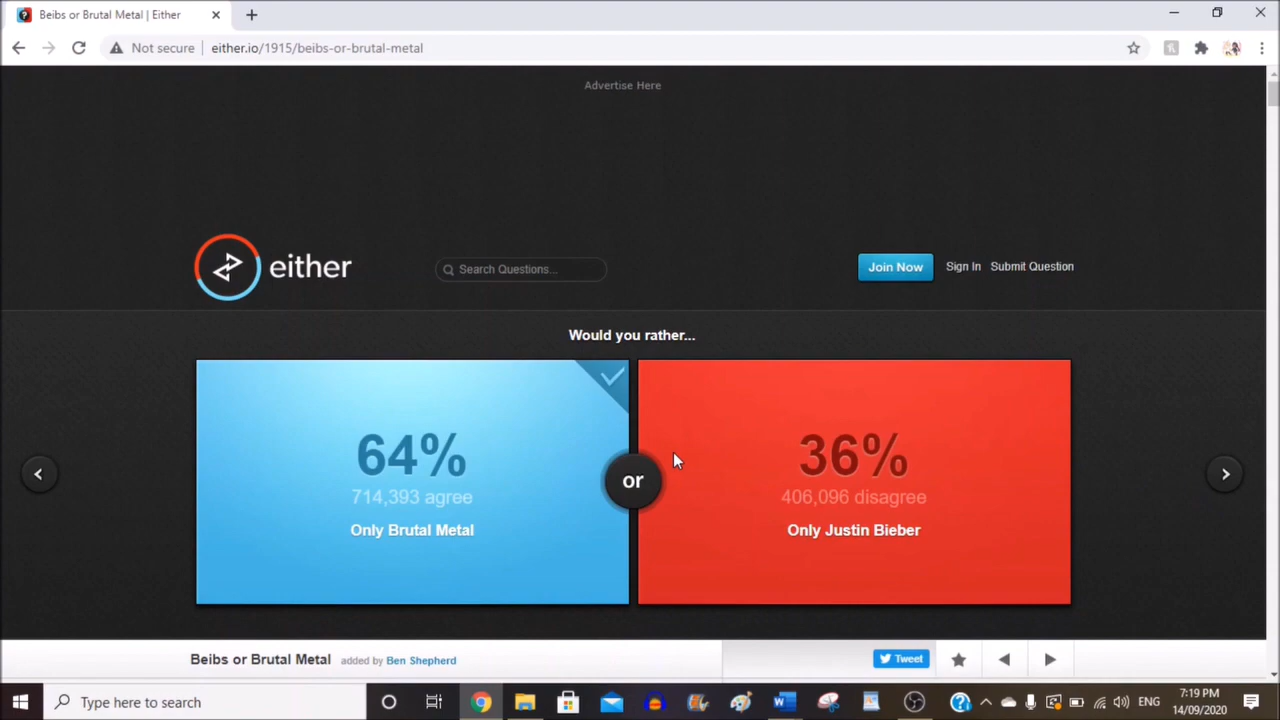 Beibs or Brutal Metal | Either
Not secure
either.io/1915/beibs-or-brutal-metal
Advertise Here
either
Search Questions...
Join Now
Sign In
Submit Question
Would you rather...
64%
714,393 agree
Only Brutal Metal
or
36%
406,096 disagree
Only Justin Bieber
Beibs or Brutal Metal added by Ben Shepherd
Tweet
Type here to search
ENG
7:19 PM
14/09/2020